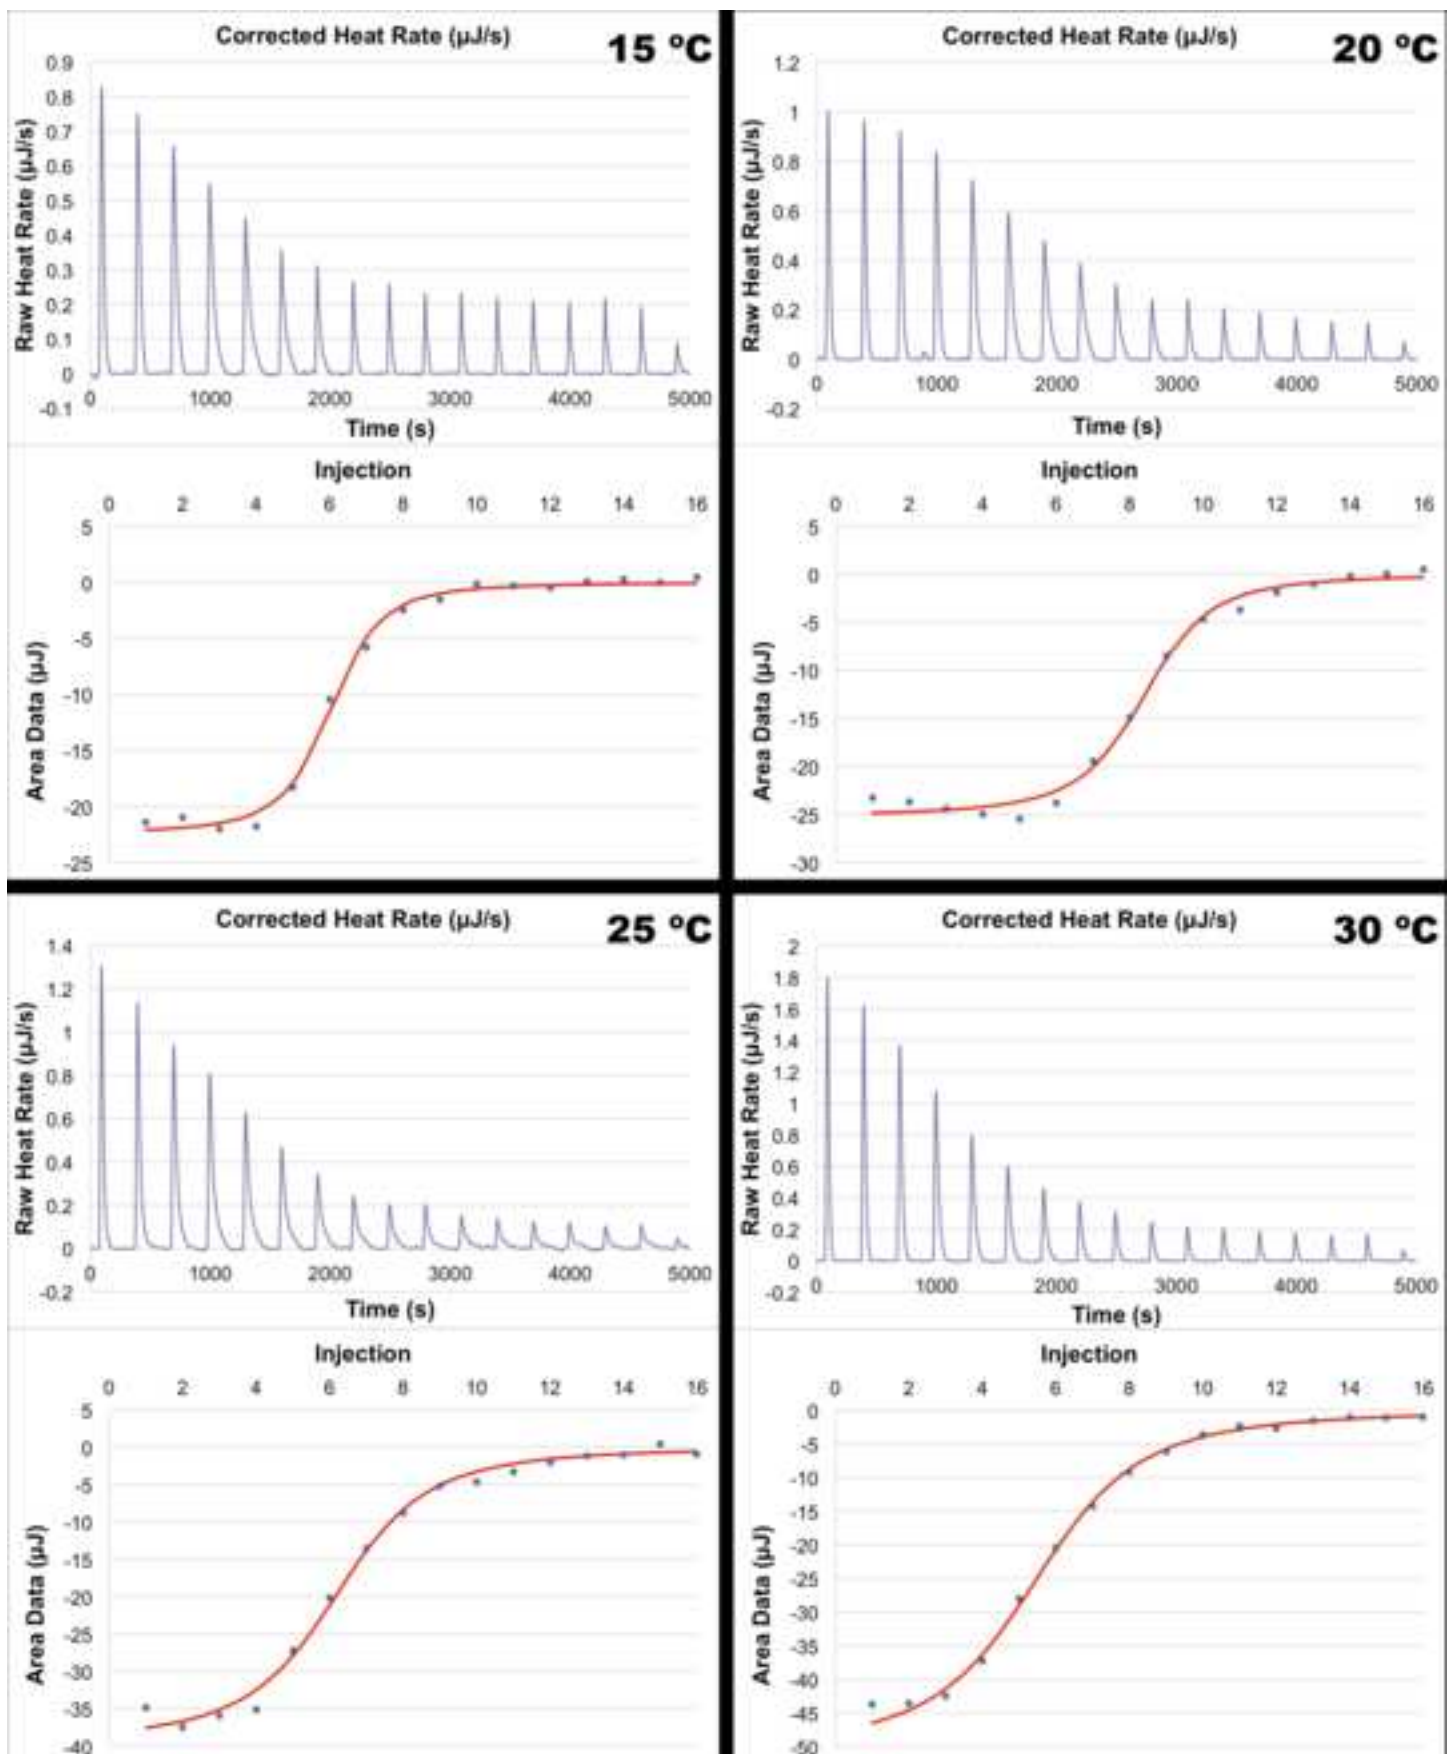 Corrected Heat Rate (µJ/s) 15 ºC
0.9
0.8
0.7
0.6
0.5
0.4
0.3
0.2
0.1
0
-0.1
Raw Heat Rate (µJ/s)
0 1000 2000 3000 4000 5000
Time (s)
Injection
0 2 4 6 8 10 12 14 16
5
0
-5
-10
-15
-20
-25
Area Data (µJ)
Corrected Heat Rate (µJ/s) 20 ºC
1.2
1
0.8
0.6
0.4
0.2
0
-0.2
Raw Heat Rate (µJ/s)
0 1000 2000 3000 4000 5000
Time (s)
Injection
0 2 4 6 8 10 12 14 16
5
0
-5
-10
-15
-20
-25
-30
Area Data (µJ)
Corrected Heat Rate (µJ/s) 25 ºC
1.4
1.2
1
0.8
0.6
0.4
0.2
0
-0.2
Raw Heat Rate (µJ/s)
0 1000 2000 3000 4000 5000
Time (s)
Injection
0 2 4 6 8 10 12 14 16
5
0
-5
-10
-15
-20
-25
-30
-35
-40
Area Data (µJ)
Corrected Heat Rate (µJ/s) 30 ºC
2
1.8
1.6
1.4
1.2
1
0.8
0.6
0.4
0.2
0
-0.2
Raw Heat Rate (µJ/s)
0 1000 2000 3000 4000 5000
Time (s)
Injection
0 2 4 6 8 10 12 14 16
0
-5
-10
-15
-20
-25
-30
-35
-40
-45
-50
Area Data (µJ)